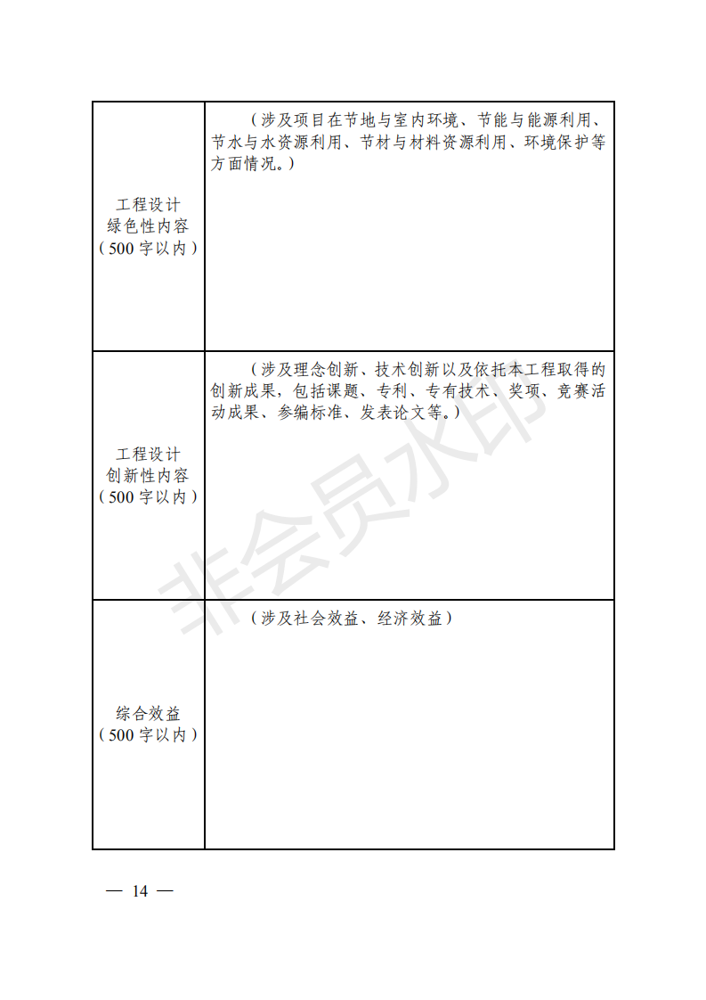 （涉及项目在节地与室内环境、节能与能源利用、
节水与水资源利用、节材与材料资源利用、环境保护等
方面情况。）
工程设计
绿色性内容
（500 字以内）
（涉及理念创新、技术创新以及依托本工程取得的
创新成果，包括课题、专利、专有技术、奖项、竞赛活
动成果、参编标准、发表论文等。）
工程设计
创新性内容
（500 字以内）
（涉及社会效益、经济效益）
综合效益
（500 字以内）
非会员水印
— 14 —